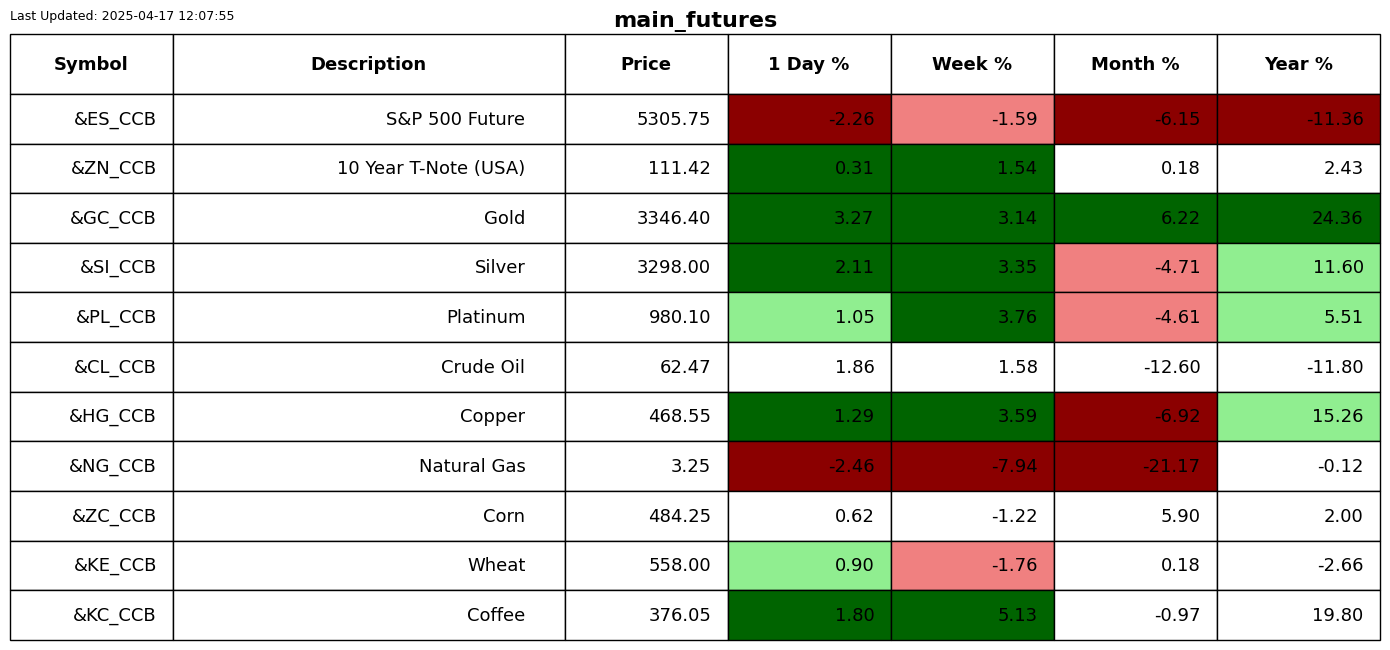 Last Updated: 2025-04-17 12:07:55
main_futures
Symbol Description Price 1 Day % Week % Month % Year %
&ES_CCB S&P 500 Future 5305.75 -2.26 -1.59 -6.15 -11.36
&ZN_CCB 10 Year T-Note (USA) 111.42 0.31 1.54 0.18 2.43
&GC_CCB Gold 3346.40 3.27 3.14 6.22 24.36
&SI_CCB Silver 3298.00 2.11 3.35 -4.71 11.60
&PL_CCB Platinum 980.10 1.05 3.76 -4.61 5.51
&CL_CCB Crude Oil 62.47 1.86 1.58 -12.60 -11.80
&HG_CCB Copper 468.55 1.29 3.59 -6.92 15.26
&NG_CCB Natural Gas 3.25 -2.46 -7.94 -21.17 -0.12
&ZC_CCB Corn 484.25 0.62 -1.22 5.90 2.00
&KE_CCB Wheat 558.00 0.90 -1.76 0.18 -2.66
&KC_CCB Coffee 376.05 1.80 5.13 -0.97 19.80